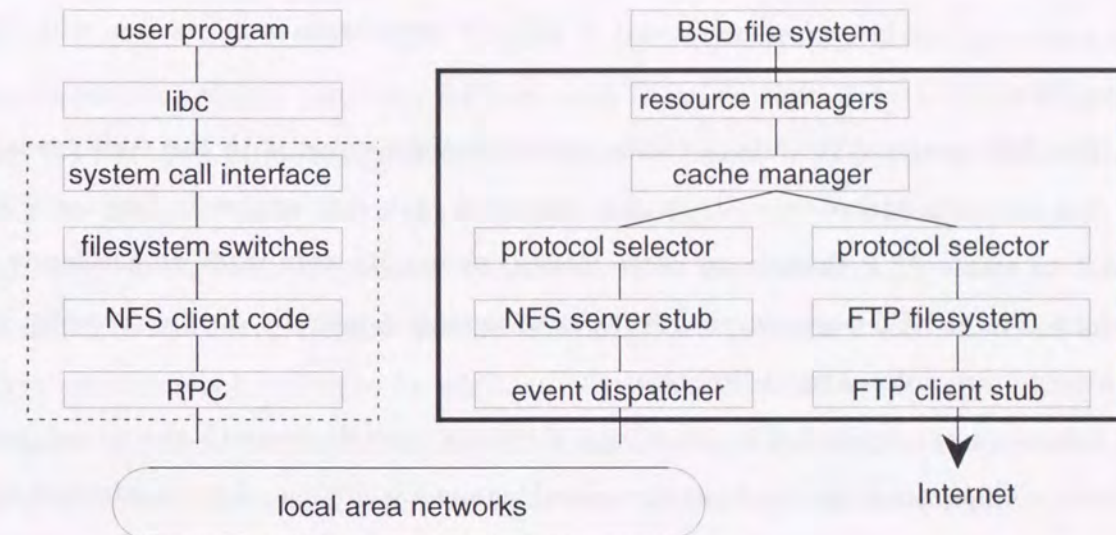 user program
libc
system call interface
filesystem switches
NFS client code
RPC
BSD file system
resource managers
cache manager
protocol selector
protocol selector
NFS server stub
FTP filesystem
event dispatcher
FTP client stub
local area networks
Internet